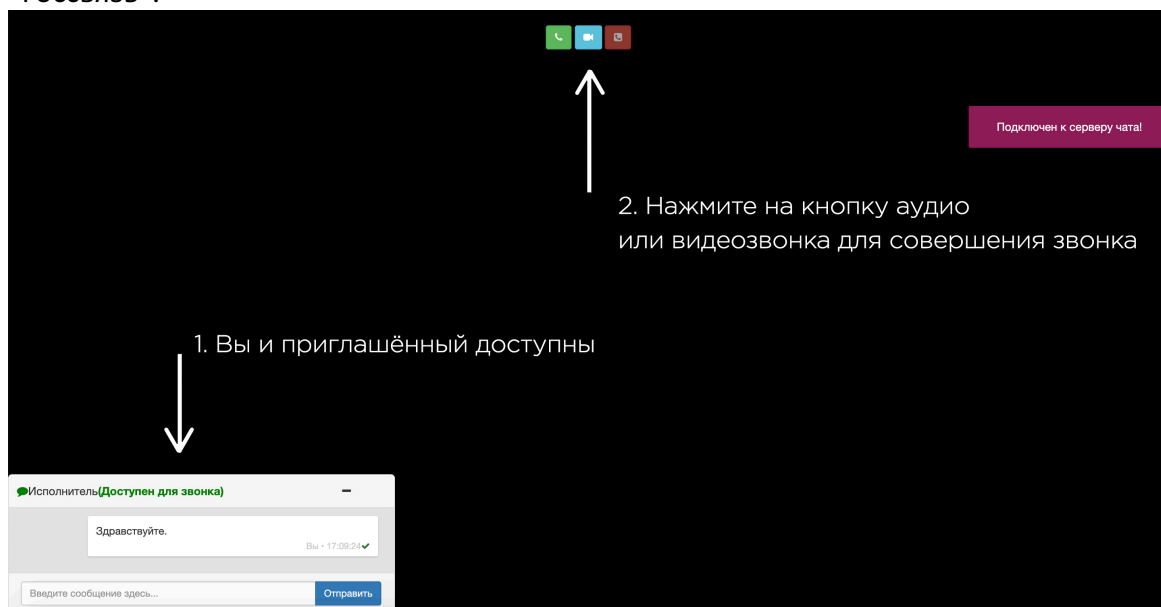 Подключен к серверу чата!
2. Нажмите на кнопку аудио
или видеозвонка для совершения звонка
1. Вы и приглашённый доступны
Исполнитель(Доступен для звонка)
Здравствуйте.
Вы • 17:09:24
Введите сообщение здесь...
Отправить